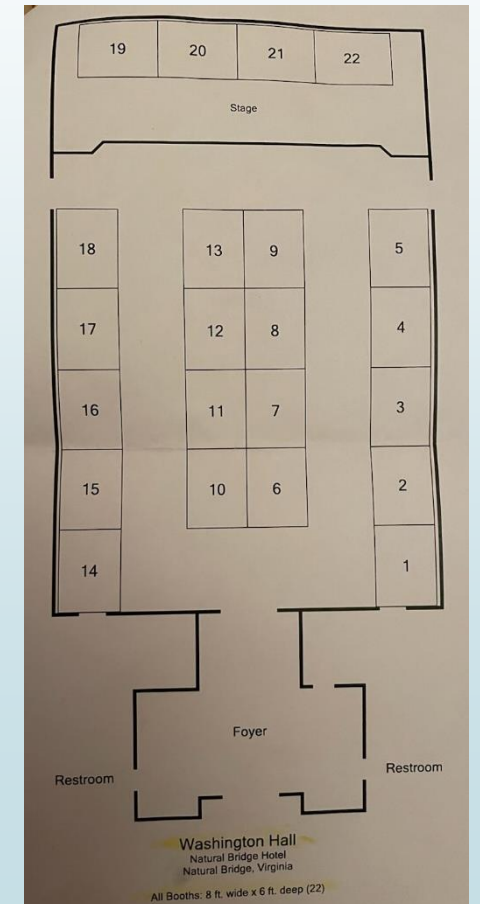 19 20 21 22
Stage
18 13 9 5
17 12 8 4
16 11 7 3
15 10 6 2
14 1
Foyer
Restroom Restroom
Washington Hall
Natural Bridge Hotel
Natural Bridge, Virginia
All Booths: 8 ft. wide x 6 ft. deep (22)